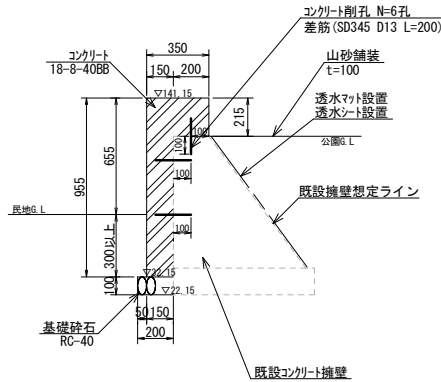 コンクリート削孔 N=6孔
差筋(SD345 D13 L=200)
コンクリート
18-8-40BB
350
150
200
▽141.15
山砂舗装
t=100
透水マット設置
透水シート設置
215
公園G.L
100
100
655
955
100
既設擁壁想定ライン
民地G.L
100
300以上
100
▽22.15
50
150
200
基礎砕石
RC-40
既設コンクリート擁壁